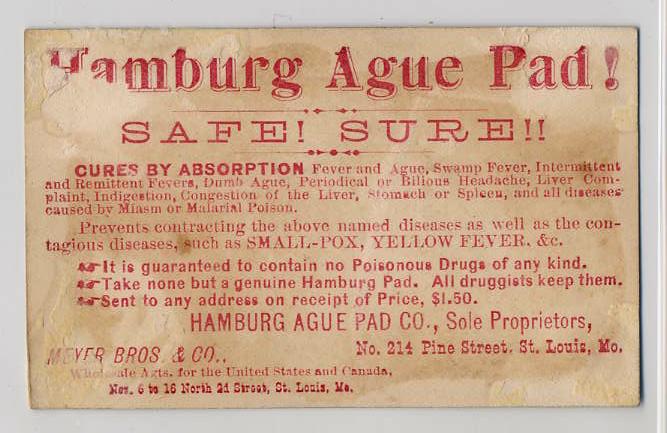 Hamburg Ague Pad!
SAFE! SURE!!
CURES BY ABSORPTION Fever and Ague, Swamp Fever, Intermittent
and Remittent Fevers, Dumb Ague, Periodical or Bilious Headache, Liver Com-
plaint, Indigestion, Congestion of the Liver, Stomach or Spleen, and all diseases
caused by Miasm or Malarial Poison.
Prevents contracting the above named diseases as well as the con-
tagious diseases, such as SMALL-POX, YELLOW FEVER, &c.
☛It is guaranteed to contain no Poisonous Drugs of any kind.
☛Take none but a genuine Hamburg Pad. All druggists keep them.
☛Sent to any address on receipt of Price, $1.50.
HAMBURG AGUE PAD CO., Sole Proprietors,
No. 214 Pine Street, St. Louis, Mo.
MEYER BROS. & CO.,
Wholesale Agts. for the United States and Canada,
Nos. 6 to 16 North 2d Street, St. Louis, Mo.